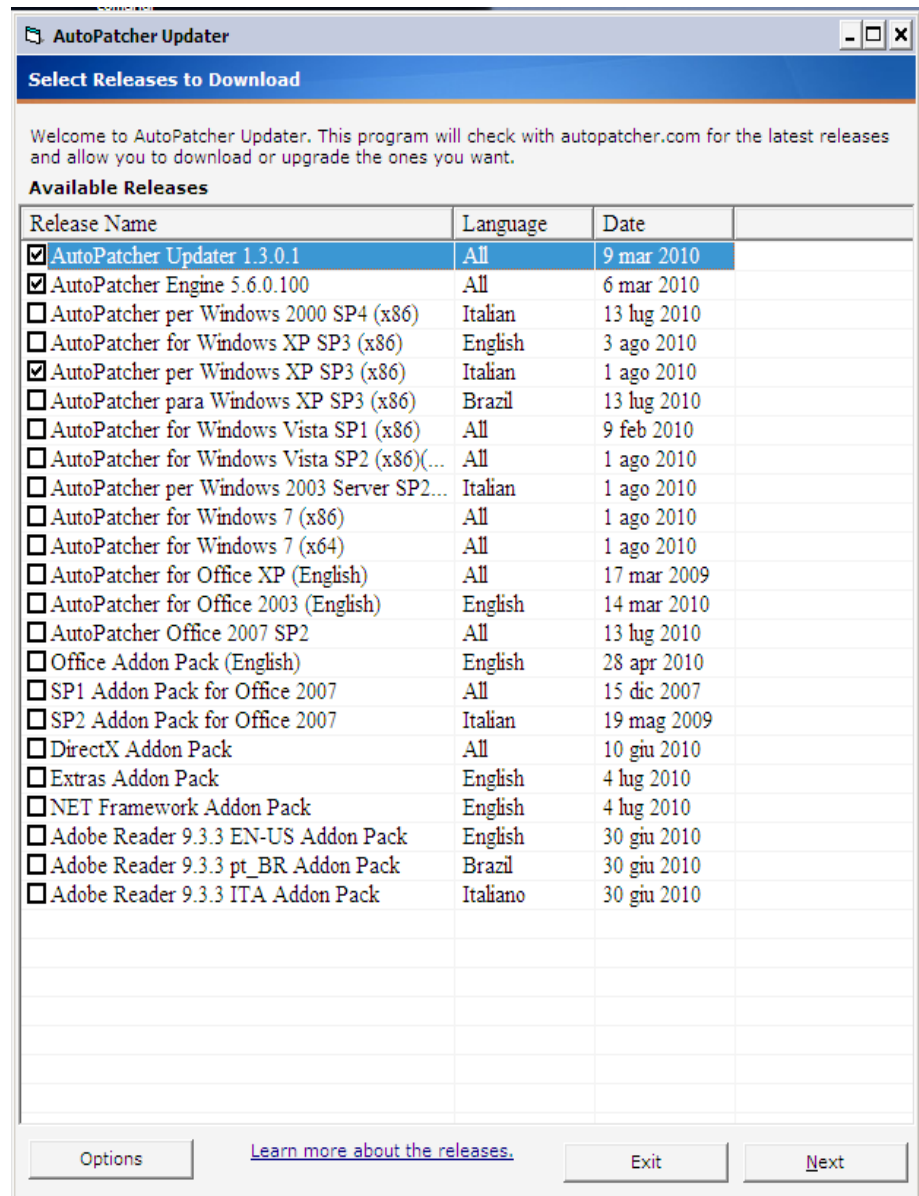 AutoPatcher Updater
Select Releases to Download
Welcome to AutoPatcher Updater. This program will check with autopatcher.com for the latest releases
and allow you to download or upgrade the ones you want.
Available Releases
Release Name Language Date
AutoPatcher Updater 1.3.0.1 All 9 mar 2010
AutoPatcher Engine 5.6.0.100 All 6 mar 2010
AutoPatcher per Windows 2000 SP4 (x86) Italian 13 lug 2010
AutoPatcher for Windows XP SP3 (x86) English 3 ago 2010
AutoPatcher per Windows XP SP3 (x86) Italian 1 ago 2010
AutoPatcher para Windows XP SP3 (x86) Brazil 13 lug 2010
AutoPatcher for Windows Vista SP1 (x86) All 9 feb 2010
AutoPatcher for Windows Vista SP2 (x86)(... All 1 ago 2010
AutoPatcher per Windows 2003 Server SP2... Italian 1 ago 2010
AutoPatcher for Windows 7 (x86) All 1 ago 2010
AutoPatcher for Windows 7 (x64) All 1 ago 2010
AutoPatcher for Office XP (English) All 17 mar 2009
AutoPatcher for Office 2003 (English) English 14 mar 2010
AutoPatcher Office 2007 SP2 All 13 lug 2010
Office Addon Pack (English) English 28 apr 2010
SP1 Addon Pack for Office 2007 All 15 dic 2007
SP2 Addon Pack for Office 2007 Italian 19 mag 2009
DirectX Addon Pack All 10 giu 2010
Extras Addon Pack English 4 lug 2010
NET Framework Addon Pack English 4 lug 2010
Adobe Reader 9.3.3 EN-US Addon Pack English 30 giu 2010
Adobe Reader 9.3.3 pt_BR Addon Pack Brazil 30 giu 2010
Adobe Reader 9.3.3 ITA Addon Pack Italiano 30 giu 2010
Options Learn more about the releases. Exit Next